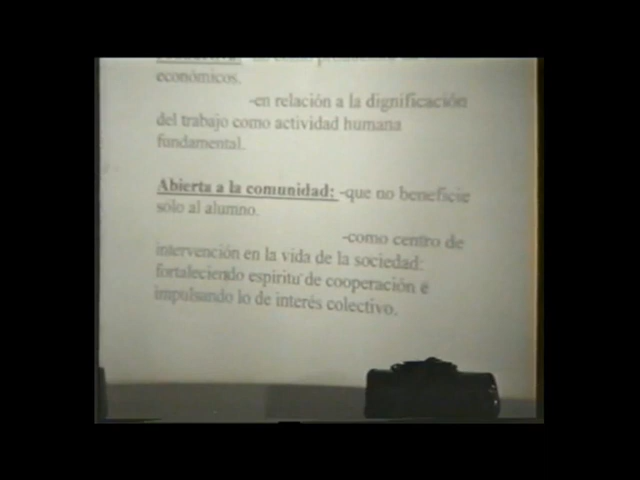 económicos.
-en relación a la dignificación
del trabajo como actividad humana
fundamental.
Abierta a la comunidad: -que no beneficie
sólo al alumno.
-como centro de
intervención en la vida de la sociedad:
fortaleciendo espíritu de cooperación e
impulsando lo de interés colectivo.